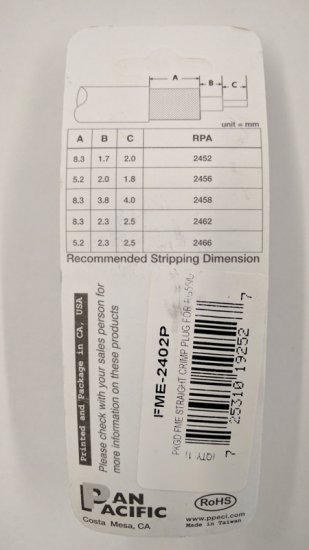 A
B
C
unit = mm
A B C RPA
8.3 1.7 2.0 2452
5.2 2.0 1.8 2456
8.3 3.8 4.0 2458
8.3 2.3 2.5 2462
5.2 2.3 2.5 2466
Recommended Stripping Dimension
Printed and Package in CA, USA
Please check with your sales person for
more information on these products
FME-2402P
PKGD FME STRAIGHT CRIMP PLUG FOR
(QTY 1)
7 25310 19252 7
PAN
PACIFIC
Costa Mesa, CA
RoHS
www.ppeci.com
Made in Taiwan